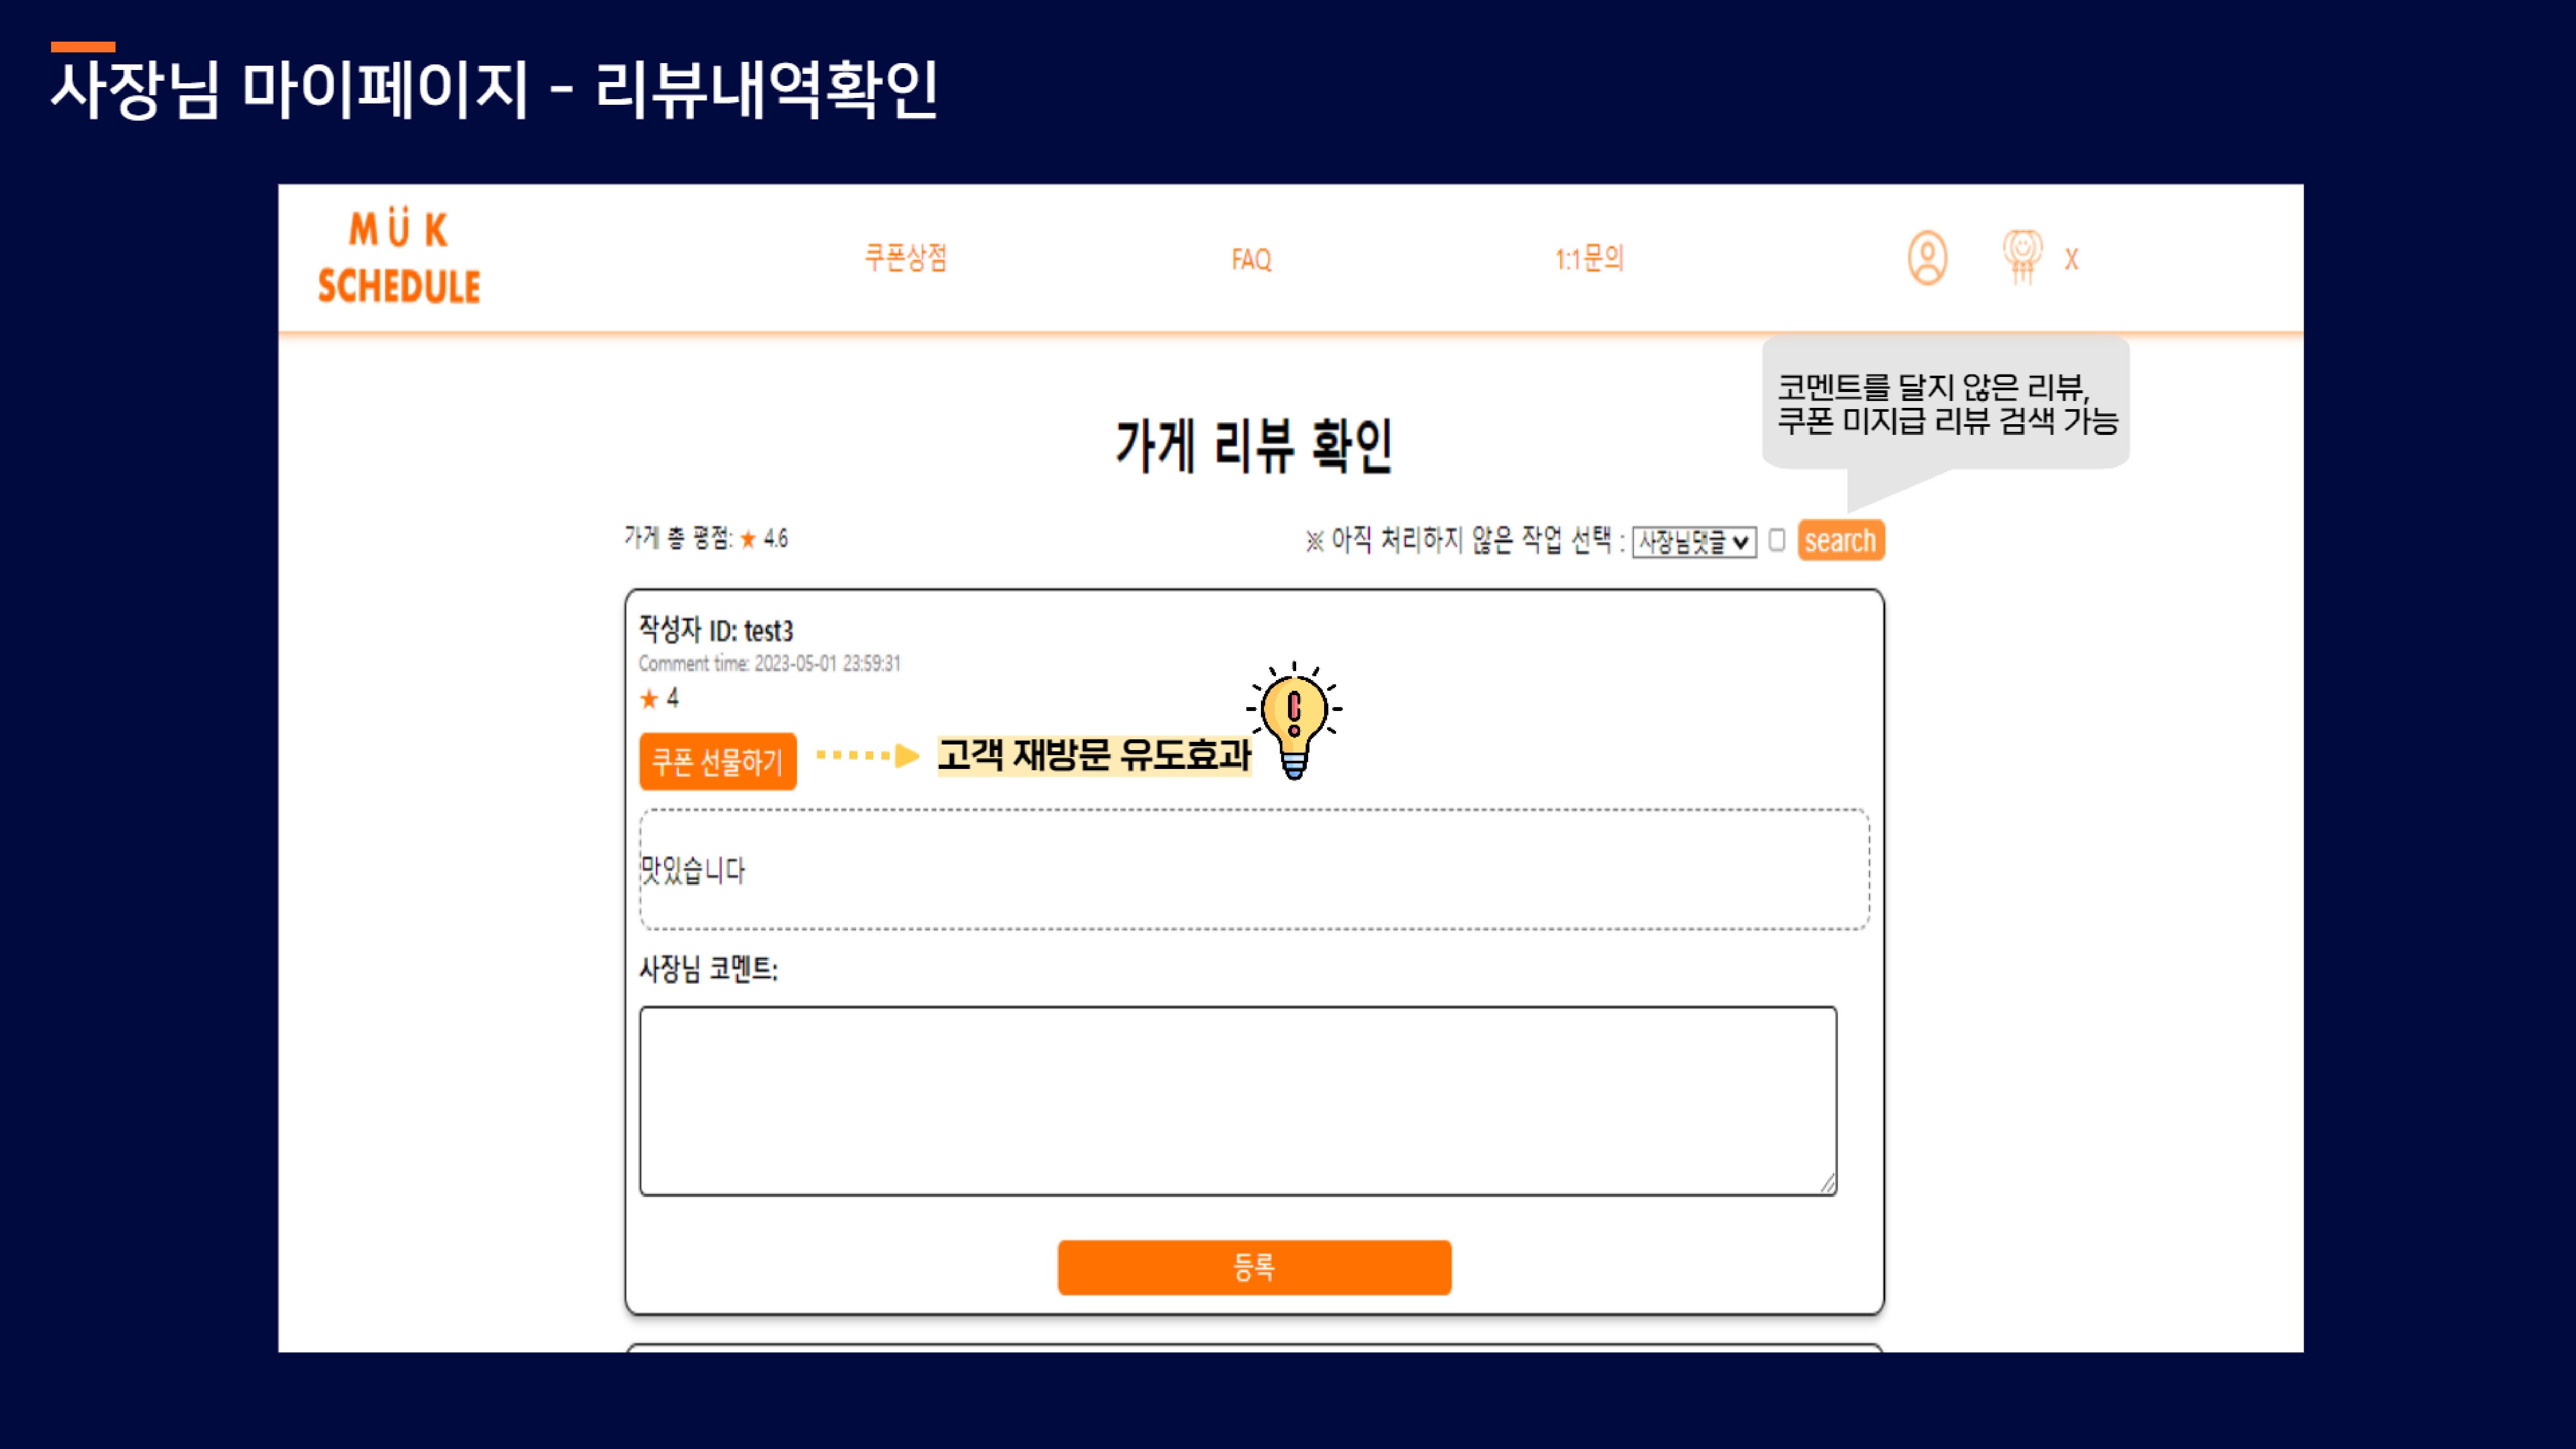 사장님 마이페이지 - 리뷰내역확인
MÜK
SCHEDULE
쿠폰상점
FAQ
1:1문의
X
코멘트를 달지 않은 리뷰,
쿠폰 미지급 리뷰 검색 가능
가게 리뷰 확인
가게 총 평점: ★ 4.6
※ 아직 처리하지 않은 작업 선택 : 사장님댓글 search
작성자 ID: test3
Comment time: 2023-05-01 23:59:31
★ 4
쿠폰 선물하기
고객 재방문 유도효과
맛있습니다
사장님 코멘트:
등록